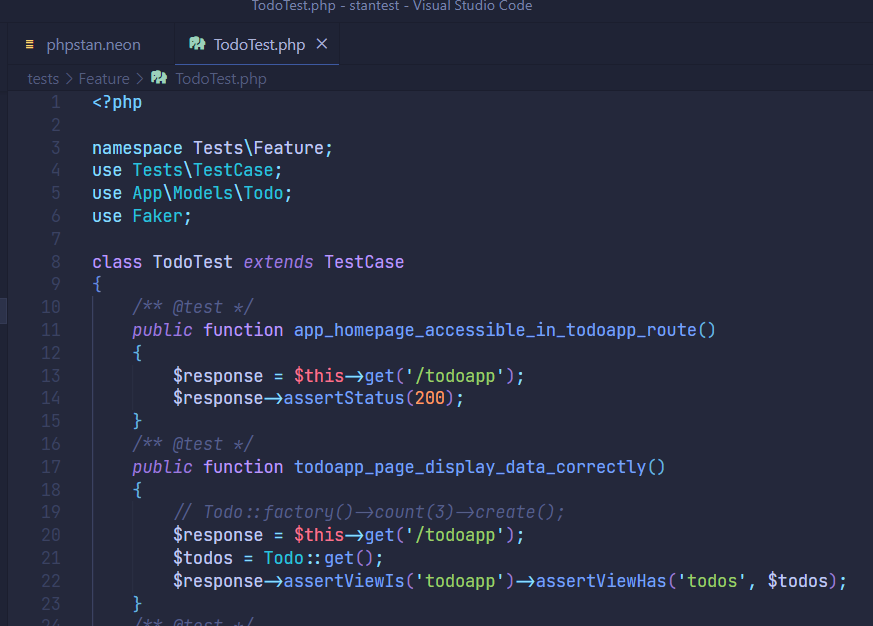 TodoTest.php - stantest - Visual Studio Code
phpstan.neon TodoTest.php ×
tests > Feature > TodoTest.php
1 <?php
2
3 namespace Tests\Feature;
4 use Tests\TestCase;
5 use App\Models\Todo;
6 use Faker;
7
8 class TodoTest extends TestCase
9 {
10 /** @test */
11 public function app_homepage_accessible_in_todoapp_route()
12 {
13 $response = $this->get('/todoapp');
14 $response->assertStatus(200);
15 }
16 /** @test */
17 public function todoapp_page_display_data_correctly()
18 {
19 // Todo::factory()->count(3)->create();
20 $response = $this->get('/todoapp');
21 $todos = Todo::get();
22 $response->assertViewIs('todoapp')->assertViewHas('todos', $todos);
23 }
24 /** @test */